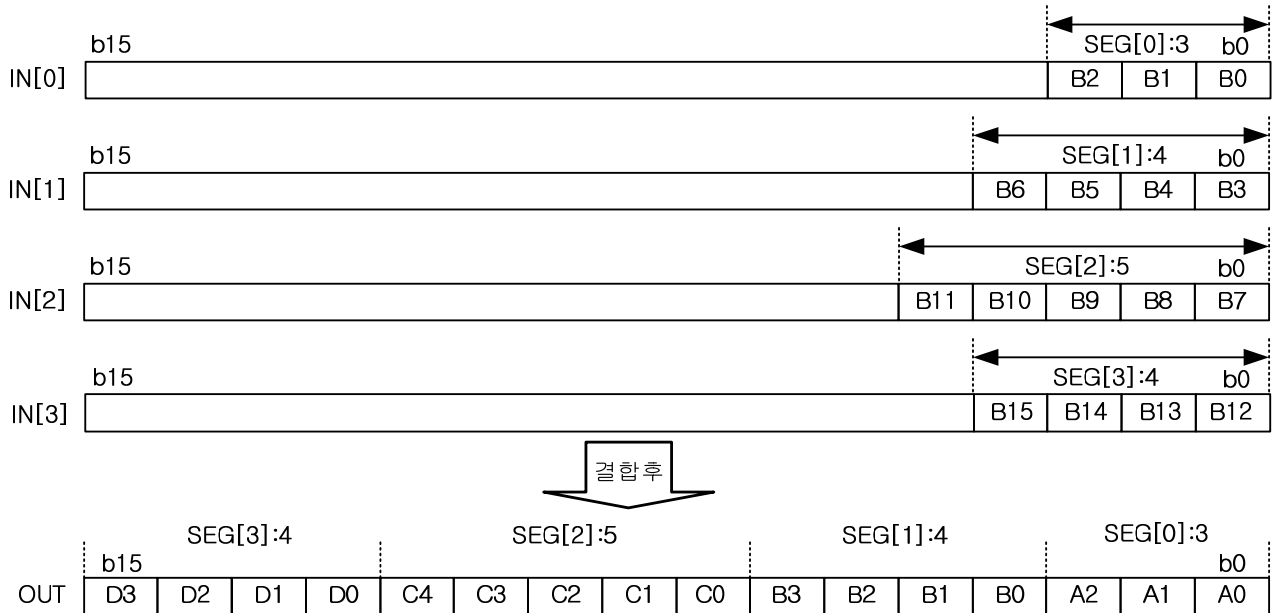 SEG[0]:3
b15 b0
IN[0] B2 B1 B0
SEG[1]:4
b15 b0
IN[1] B6 B5 B4 B3
SEG[2]:5
b15 b0
IN[2] B11 B10 B9 B8 B7
SEG[3]:4
b15 b0
IN[3] B15 B14 B13 B12
결합후
SEG[3]:4 SEG[2]:5 SEG[1]:4 SEG[0]:3
b15 b0
OUT D3 D2 D1 D0 C4 C3 C2 C1 C0 B3 B2 B1 B0 A2 A1 A0